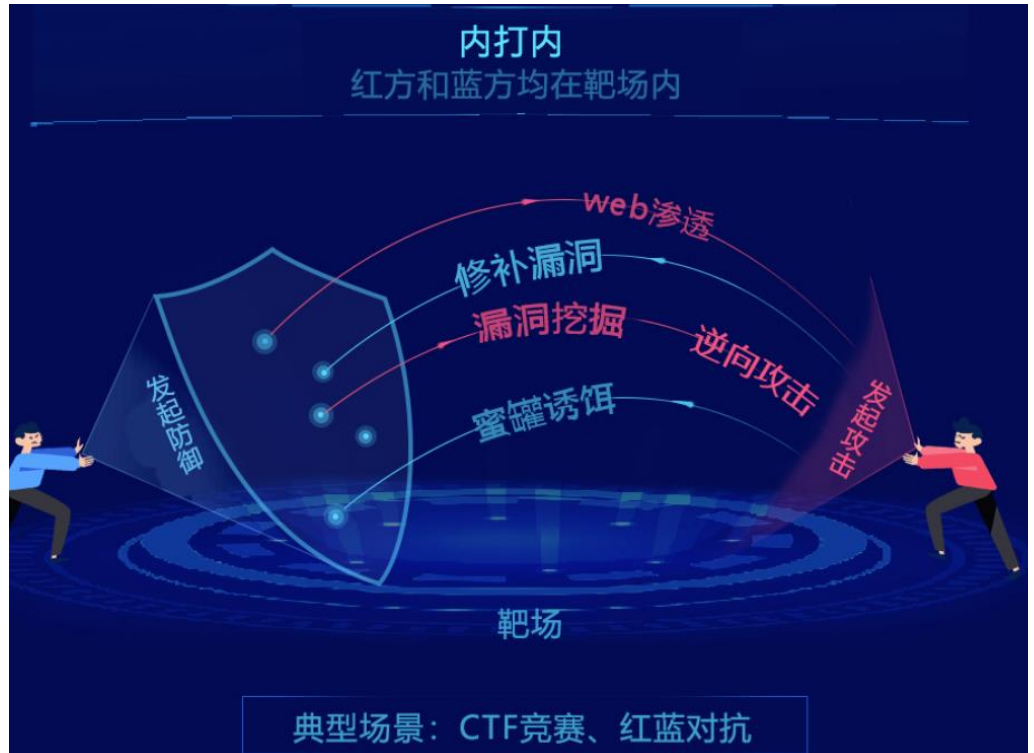 内打内
红方和蓝方均在靶场内
web渗透
修补漏洞
漏洞挖掘
逆向攻击
蜜罐诱饵
发起防御
发起攻击
靶场
典型场景：CTF竞赛、红蓝对抗